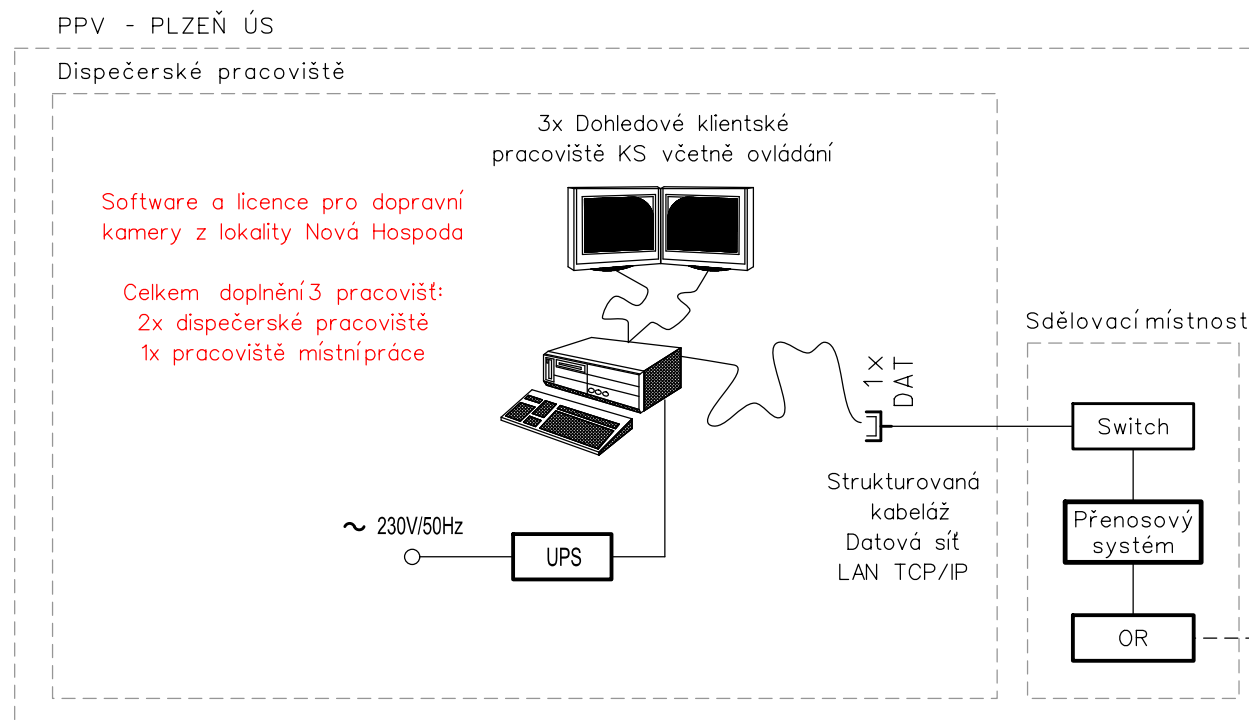 PPV - PLZEŇ ÚS
Dispečerské pracoviště
3x Dohledové klientské
pracoviště KS včetně ovládání
Software a licence pro dopravní
kamery z lokality Nová Hospoda
Celkem doplnění 3 pracovišť:
2x dispečerské pracoviště
1x pracoviště místní práce
1x
DAT
Strukturovaná
kabeláž
Datová síť
LAN TCP/IP
~ 230V/50Hz
UPS
Sdělovací místnost
Switch
Přenosový
systém
OR